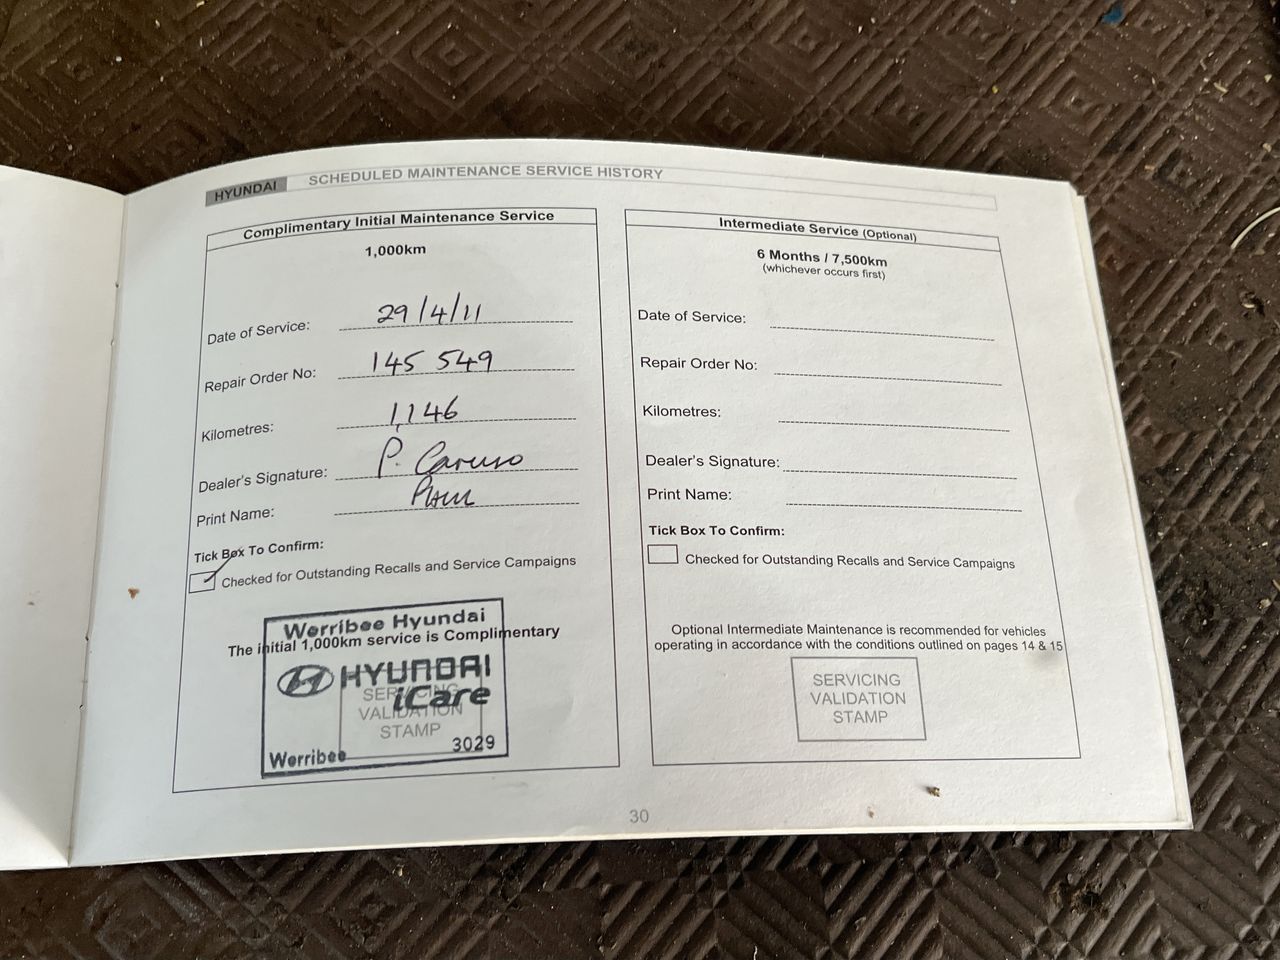 HYUNDAI SCHEDULED MAINTENANCE SERVICE HISTORY
Complimentary Initial Maintenance Service
1,000km
Date of Service: 29/4/11
Repair Order No: 145 549
Kilometres: 1,146
Dealer's Signature: P. Caruso
Print Name: Paul
Tick Box To Confirm:
Checked for Outstanding Recalls and Service Campaigns
Werribee Hyundai
The initial 1,000km service is Complimentary
HYUNDAI
iCare
SERVICING
VALIDATION
STAMP
Werribee 3029
Intermediate Service (Optional)
6 Months / 7,500km
(whichever occurs first)
Date of Service:
Repair Order No:
Kilometres:
Dealer's Signature:
Print Name:
Tick Box To Confirm:
Checked for Outstanding Recalls and Service Campaigns
Optional Intermediate Maintenance is recommended for vehicles
operating in accordance with the conditions outlined on pages 14 & 15
SERVICING
VALIDATION
STAMP
30